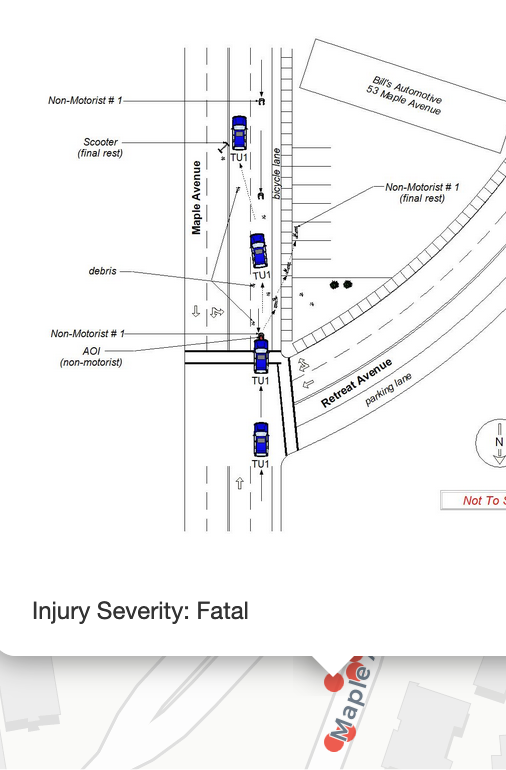 Non-Motorist # 1
Bill's Automotive
53 Maple Avenue
Scooter
(final rest)
TU1
Maple Avenue
bicycle lane
Non-Motorist # 1
(final rest)
debris
TU1
Non-Motorist # 1
AOI
(non-motorist)
TU1
Retreat Avenue
parking lane
TU1
N
Not To S
Injury Severity: Fatal
Maple